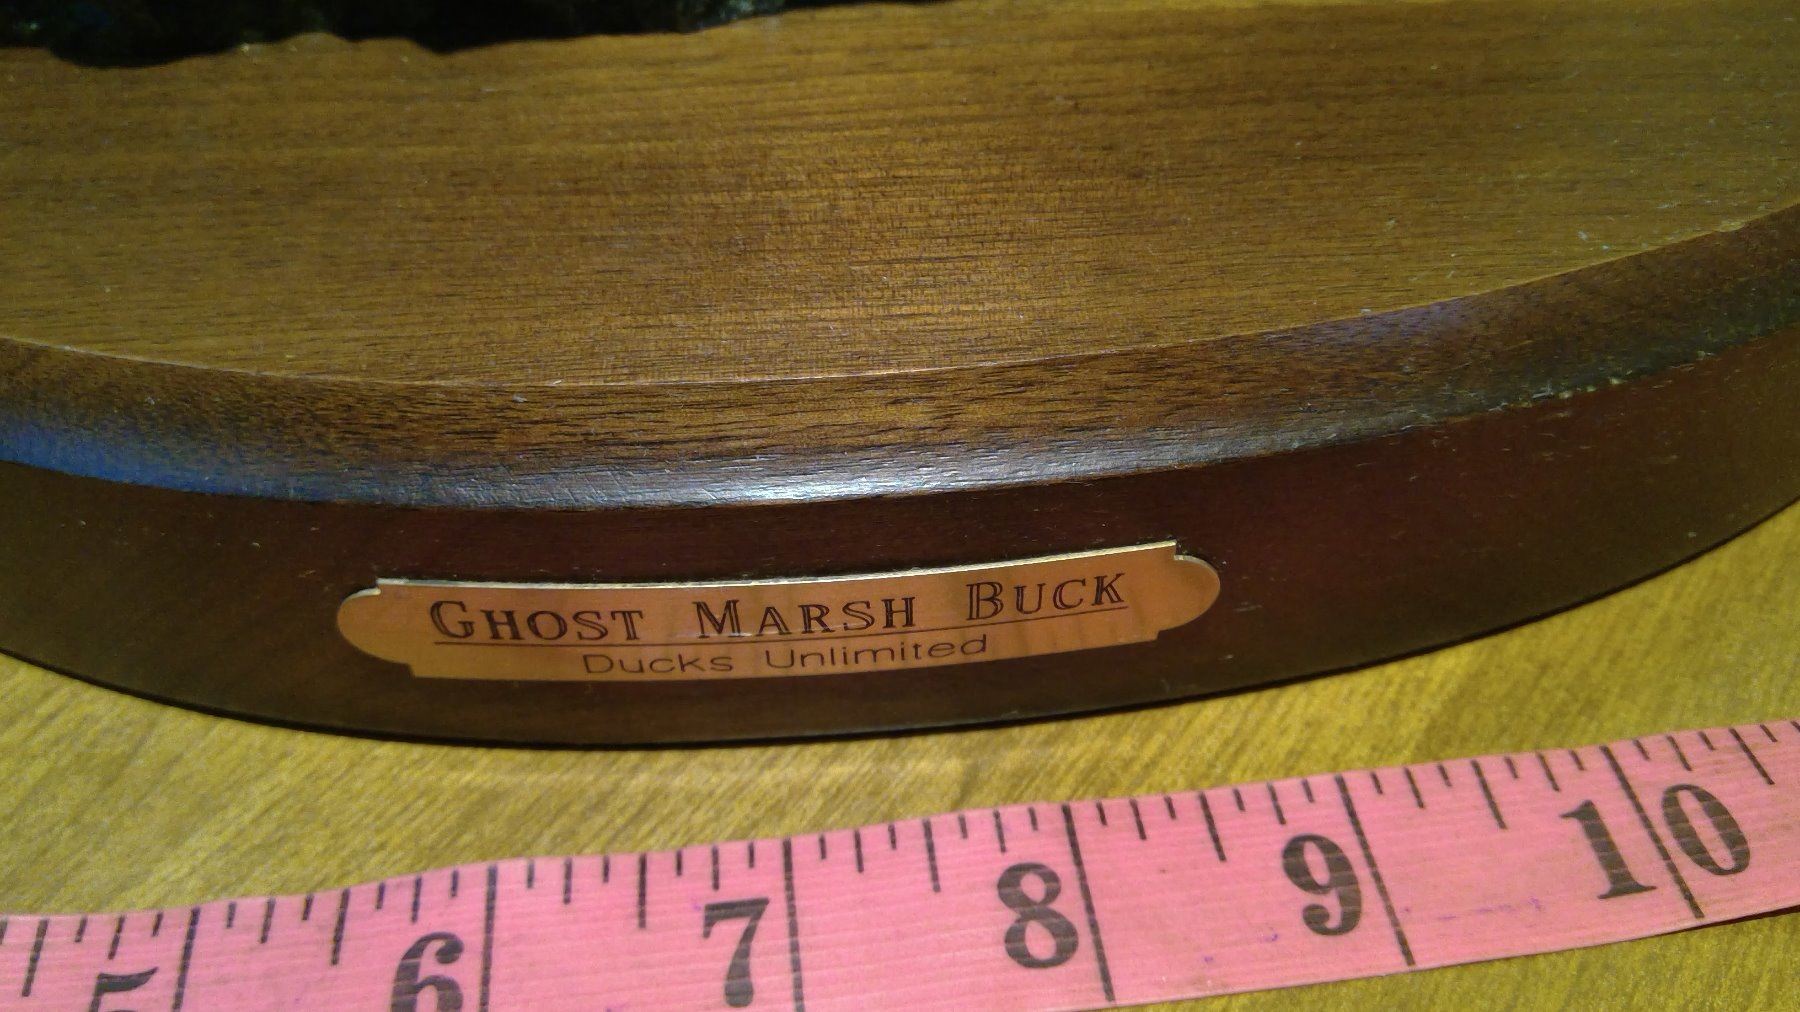 GHOST MARSH BUCK
Ducks Unlimited
5 6 7 8 9 10